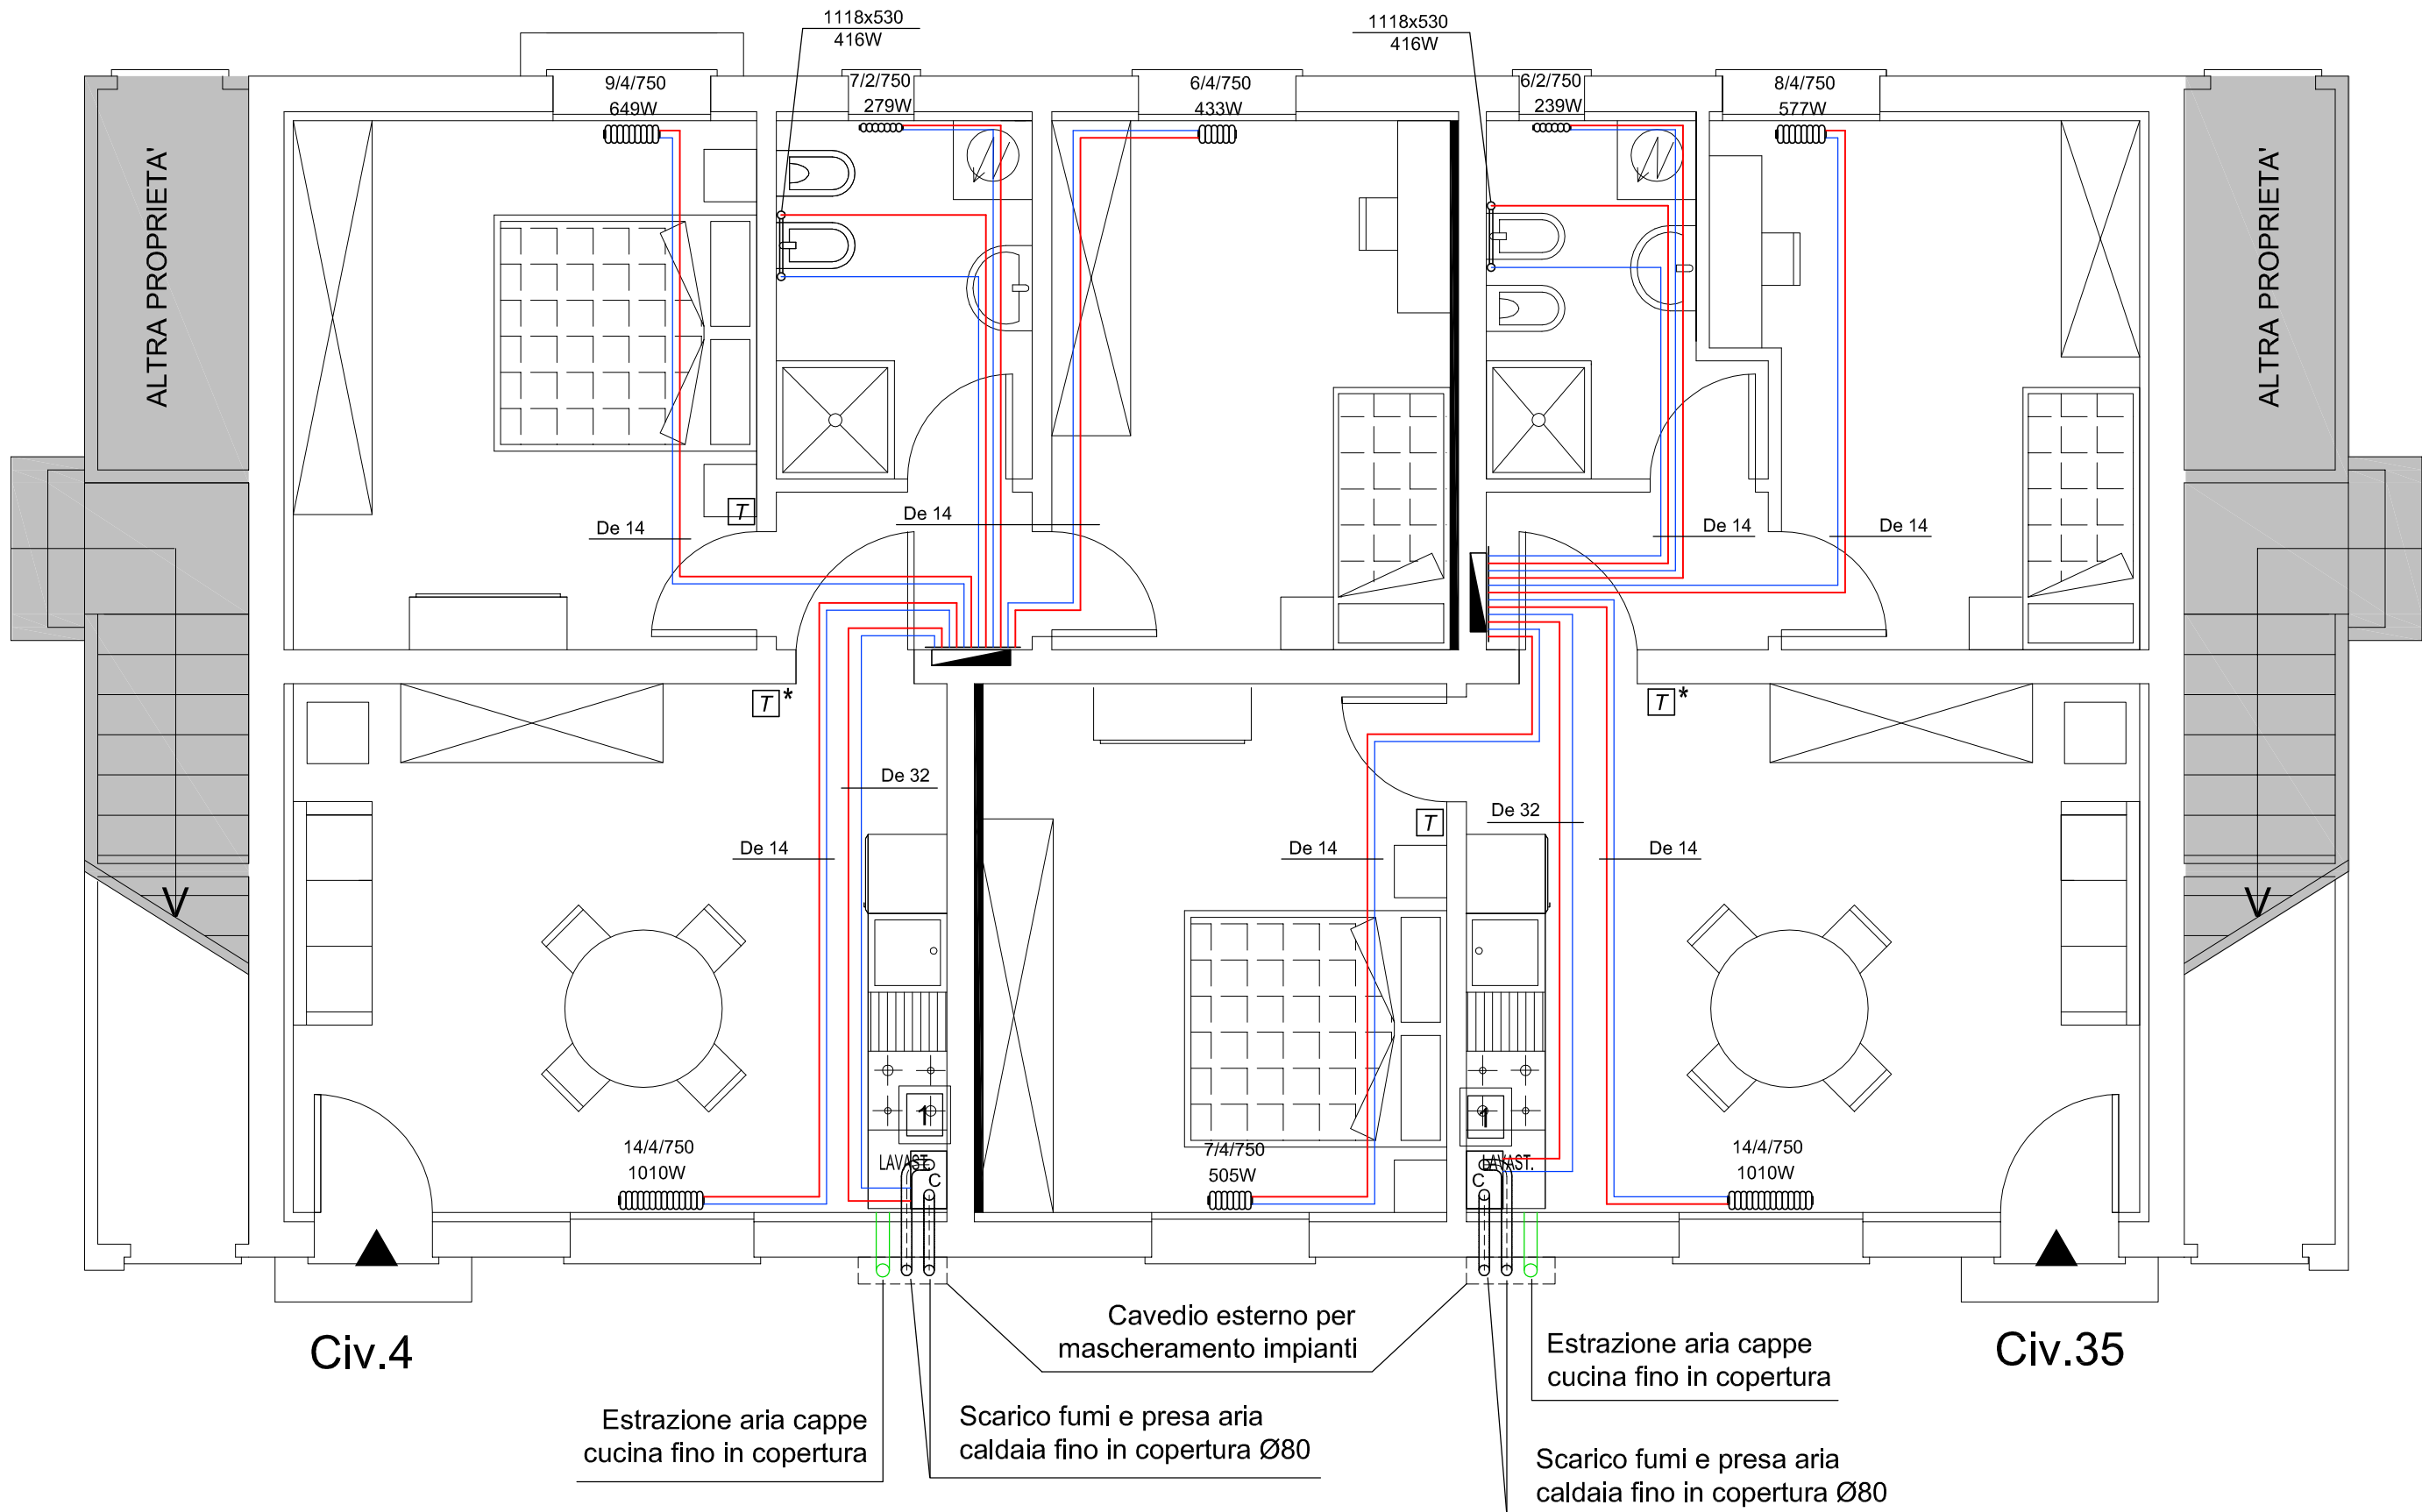 1118x530
416W
1118x530
416W
9/4/750
649W
7/2/750
279W
6/4/750
433W
6/2/750
239W
8/4/750
577W
ALTRA PROPRIETA'
ALTRA PROPRIETA'
T
De 14
De 14
De 14
De 14
T*
T*
De 32
De 32
T
De 14
De 14
De 14
1
1
14/4/750
1010W
7/4/750
505W
14/4/750
1010W
LAVAST.
LAVAST.
C
C
Civ.4
Cavedio esterno per
mascheramento impianti
Estrazione aria cappe
cucina fino in copertura
Civ.35
Estrazione aria cappe
cucina fino in copertura
Scarico fumi e presa aria
caldaia fino in copertura Ø80
Scarico fumi e presa aria
caldaia fino in copertura Ø80